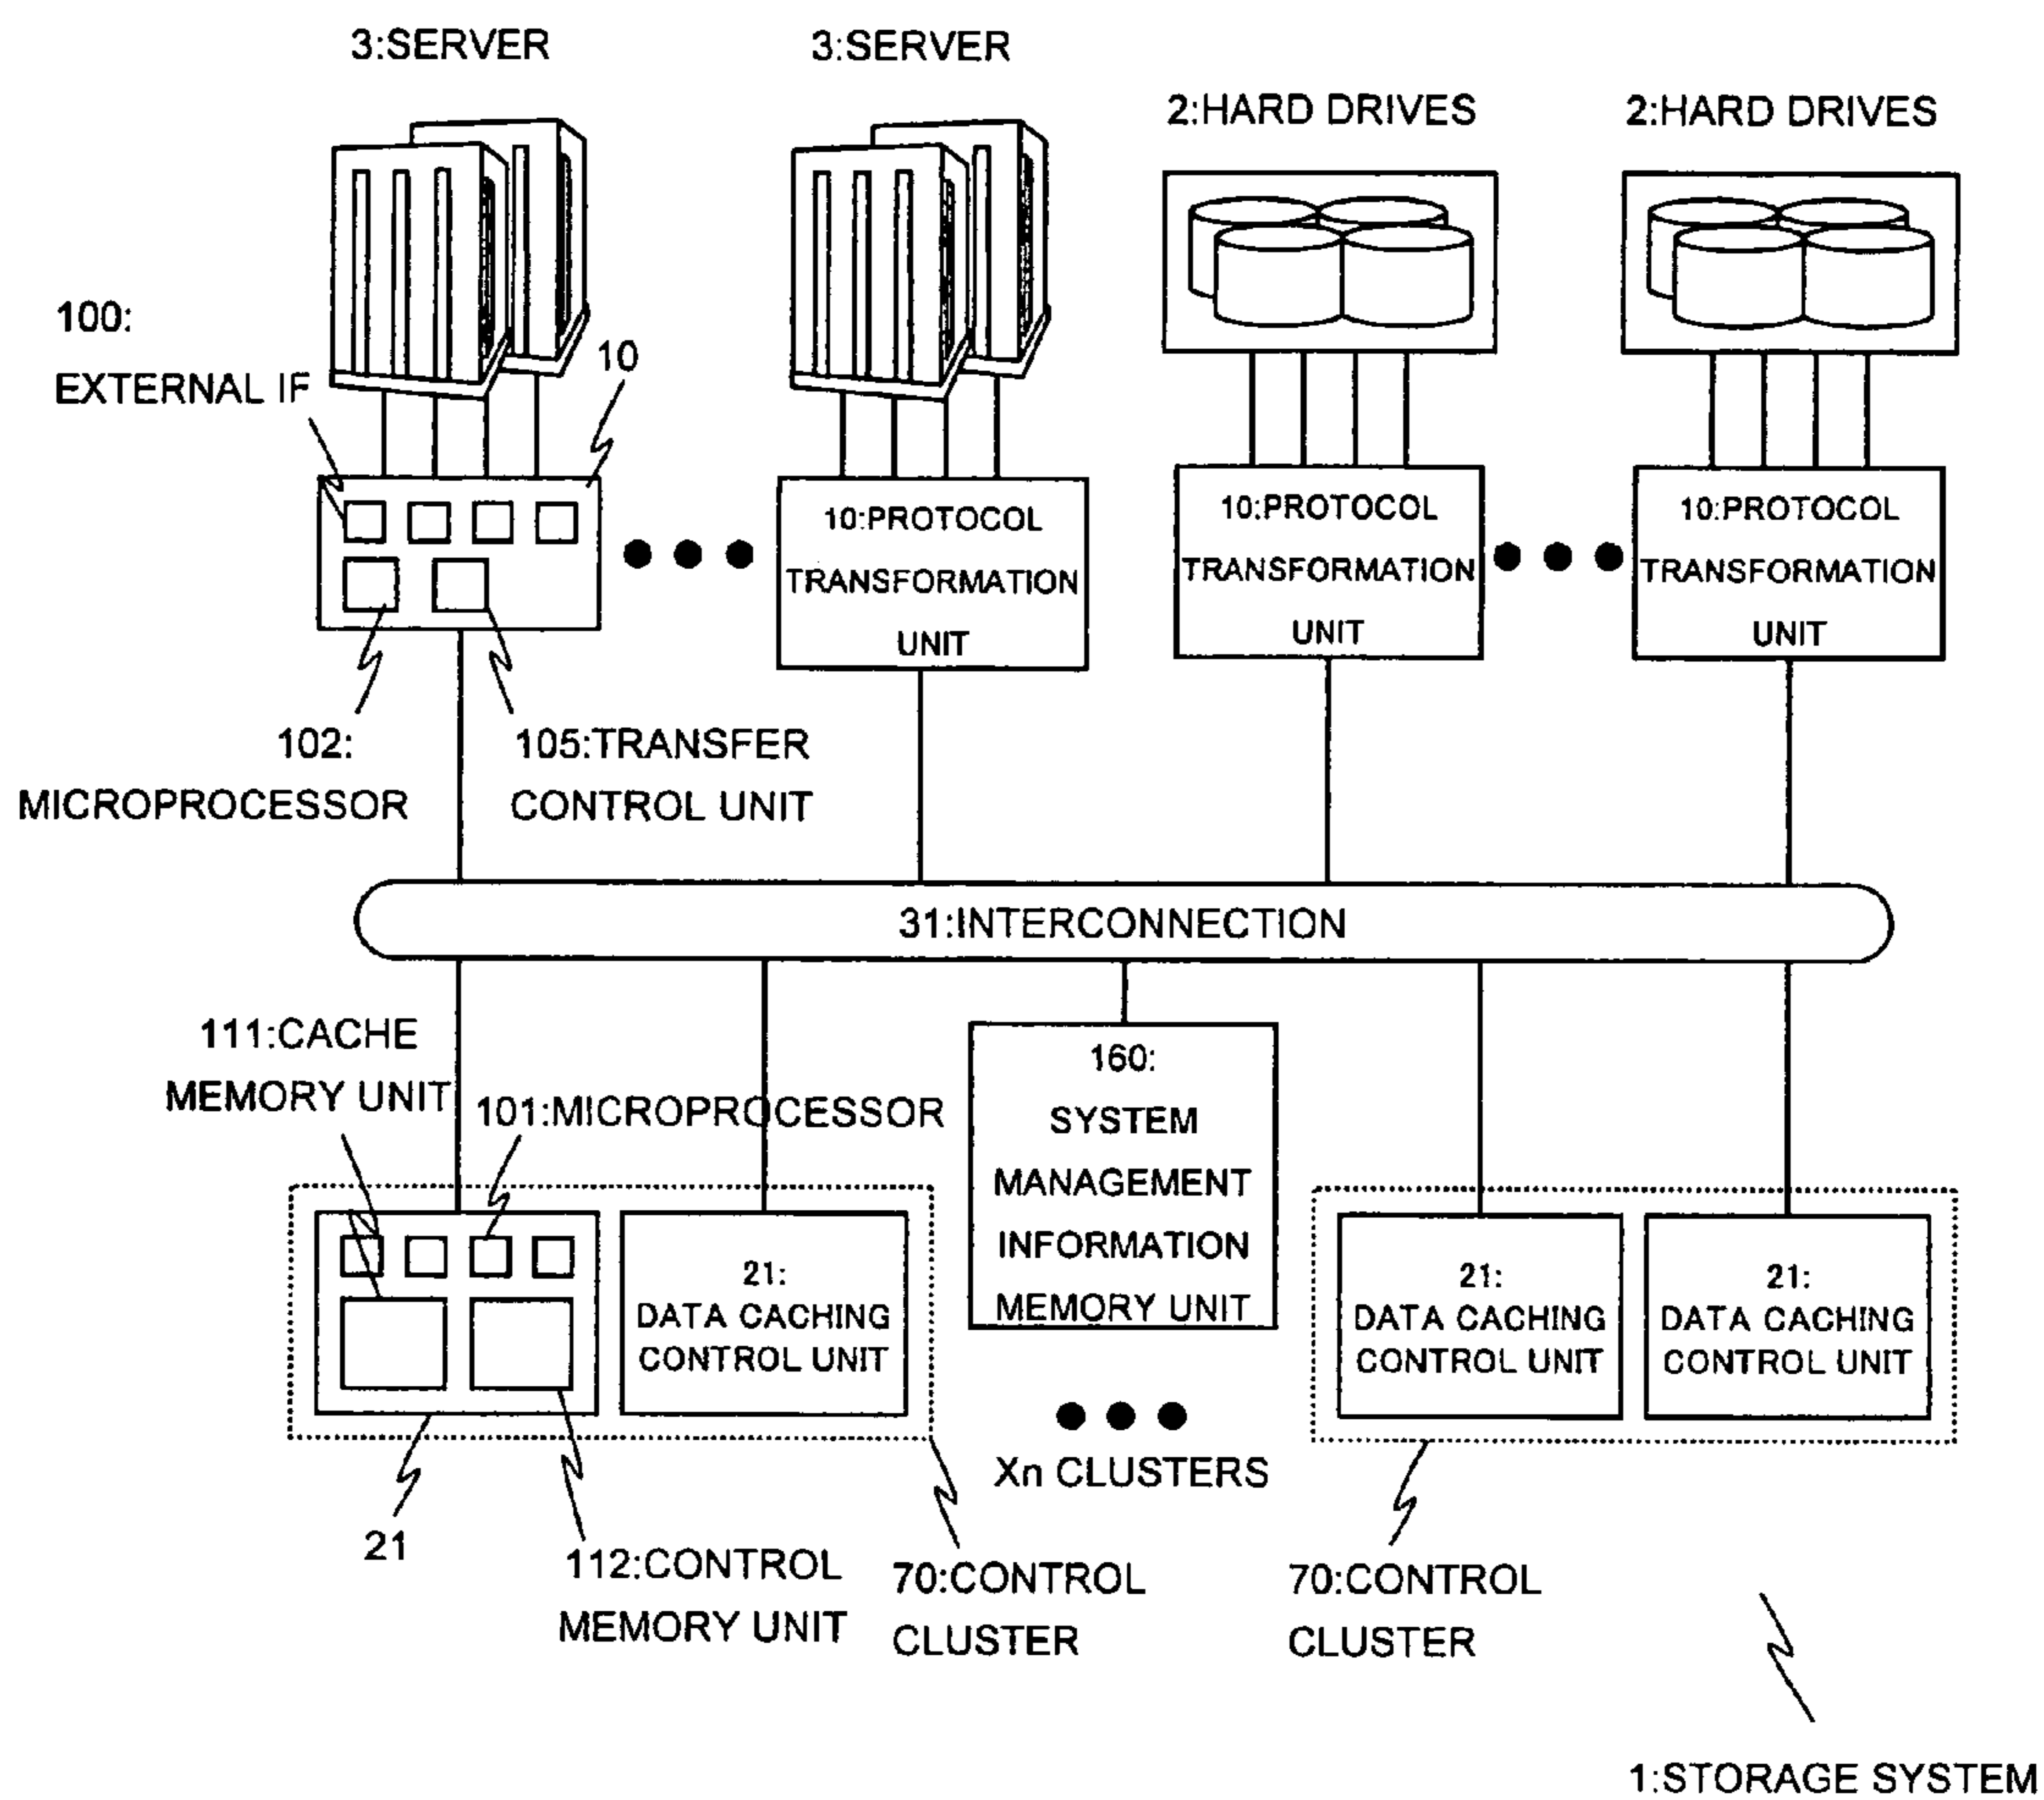 3:SERVER
3:SERVER
2:HARD DRIVES
2:HARD DRIVES
100:
EXTERNAL IF
10
10:PROTOCOL
TRANSFORMATION
UNIT
10:PROTOCOL
TRANSFORMATION
UNIT
10:PROTOCOL
TRANSFORMATION
UNIT
102:
MICROPROCESSOR
105:TRANSFER
CONTROL UNIT
31:INTERCONNECTION
111:CACHE
MEMORY UNIT
101:MICROPROCESSOR
160:
SYSTEM
MANAGEMENT
INFORMATION
MEMORY UNIT
21:
DATA CACHING
CONTROL UNIT
21:
DATA CACHING
CONTROL UNIT
21:
DATA CACHING
CONTROL UNIT
Xn CLUSTERS
21
112:CONTROL
MEMORY UNIT
70:CONTROL
CLUSTER
70:CONTROL
CLUSTER
1:STORAGE SYSTEM